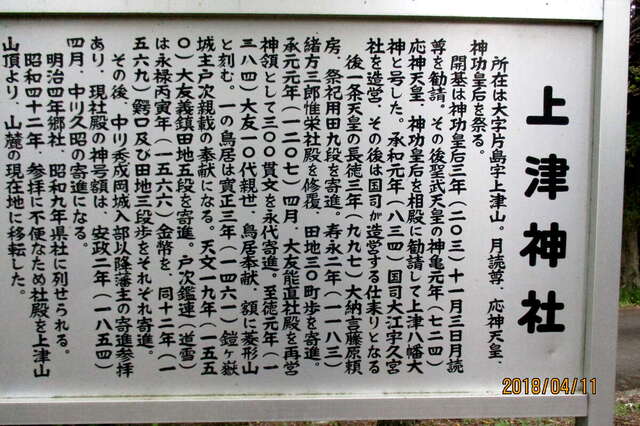 上津神社
所在は大字片島字上津山。月読尊、応神天皇、
神功皇后を祭る。
開基は神功皇后三年(二〇三)十一月三日月読
尊を勧請。その後聖武天皇の神亀元年(七二四)
応神天皇、神功皇后を相殿に勧請して上津八幡大
神と号した。承和元年(八三四)国司大江宇久宮
社を造営、その後は国司が造営する仕来りとなる
後一条天皇の長徳三年(九九七)大納言藤原頼
房、祭祀用田九段を寄進。寿永二年(一一八三)
緒方三郎惟栄社殿を修覆、田地三〇町歩を寄進。
承元元年(一二〇七)四月、大友能直社殿を再営
神領として三〇〇貫文を永代寄進。至徳元年(一
三八四)大友一〇代親世、鳥居奉献、額に菱形山
と刻む。一の鳥居は寛正三年(一四六一 鎧ヶ嶽
城主戸次親載の奉献になる。天文一九年(一五五
〇)大友義鎮田地五段を寄進。戸次鑑連(道雪)
は永禄丙寅年(一五六六)金幣を、同十二年(一
五六九)鰐口及び田地三段歩をそれぞれ寄進。
その後、中川秀成岡城入部以降藩主の寄進参拝
あり、現社殿の神号額は、安政二年(一八五四)
四月、中川久昭の寄進になる。
明治四年郷社、昭和九年県社に列せられる。
昭和四十二年、参拝に不便なため社殿を上津山
山頂より、山麓の現在地に移転した。
2018/04/11